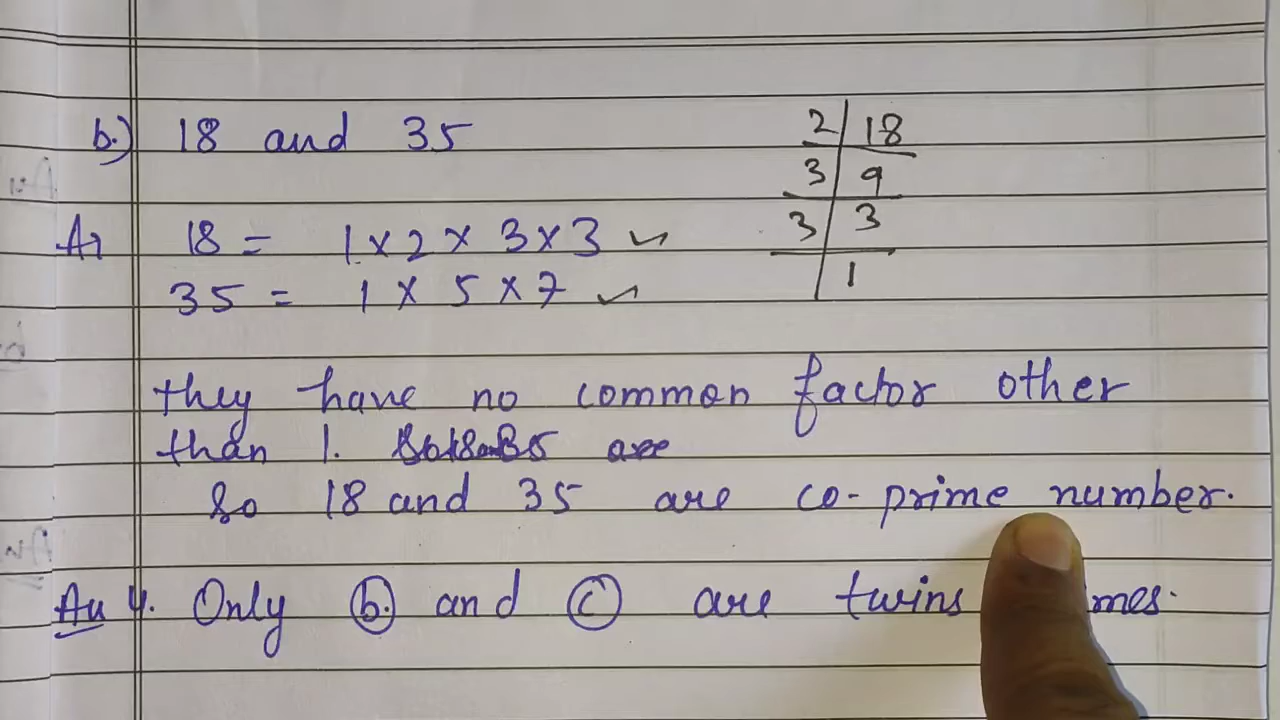 b.) 18 and 35
2 | 18
3 | 9
3 | 3
1
A) 18 = 1 × 2 × 3 × 3 ✓
35 = 1 × 5 × 7 ✓
they have no common factor other
than 1. are
So 18 and 35 are co-prime number.
4. Only (b.) and (c) are twins mes.